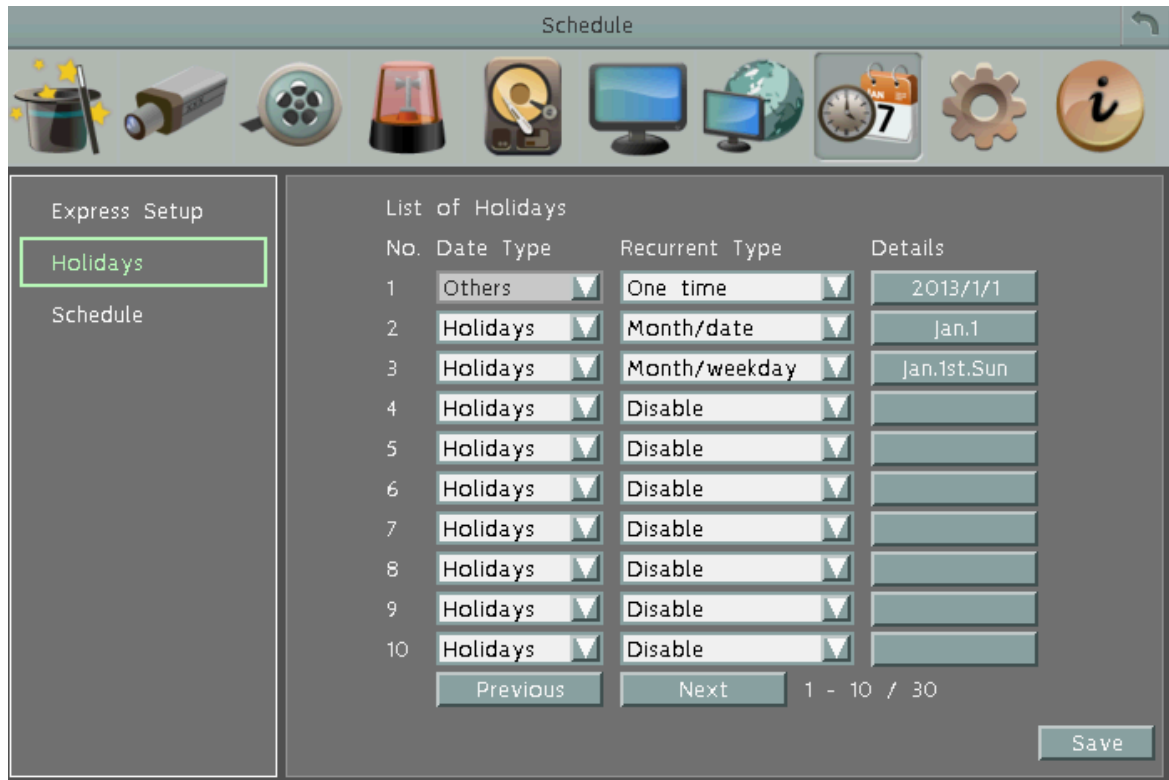 Schedule
JAN
7
i
Express Setup
Holidays
Schedule
List of Holidays
No. Date Type Recurrent Type Details
1 Others One time 2013/1/1
2 Holidays Month/date Jan.1
3 Holidays Month/weekday Jan.1st.Sun
4 Holidays Disable
5 Holidays Disable
6 Holidays Disable
7 Holidays Disable
8 Holidays Disable
9 Holidays Disable
10 Holidays Disable
Previous Next 1 - 10 / 30
Save